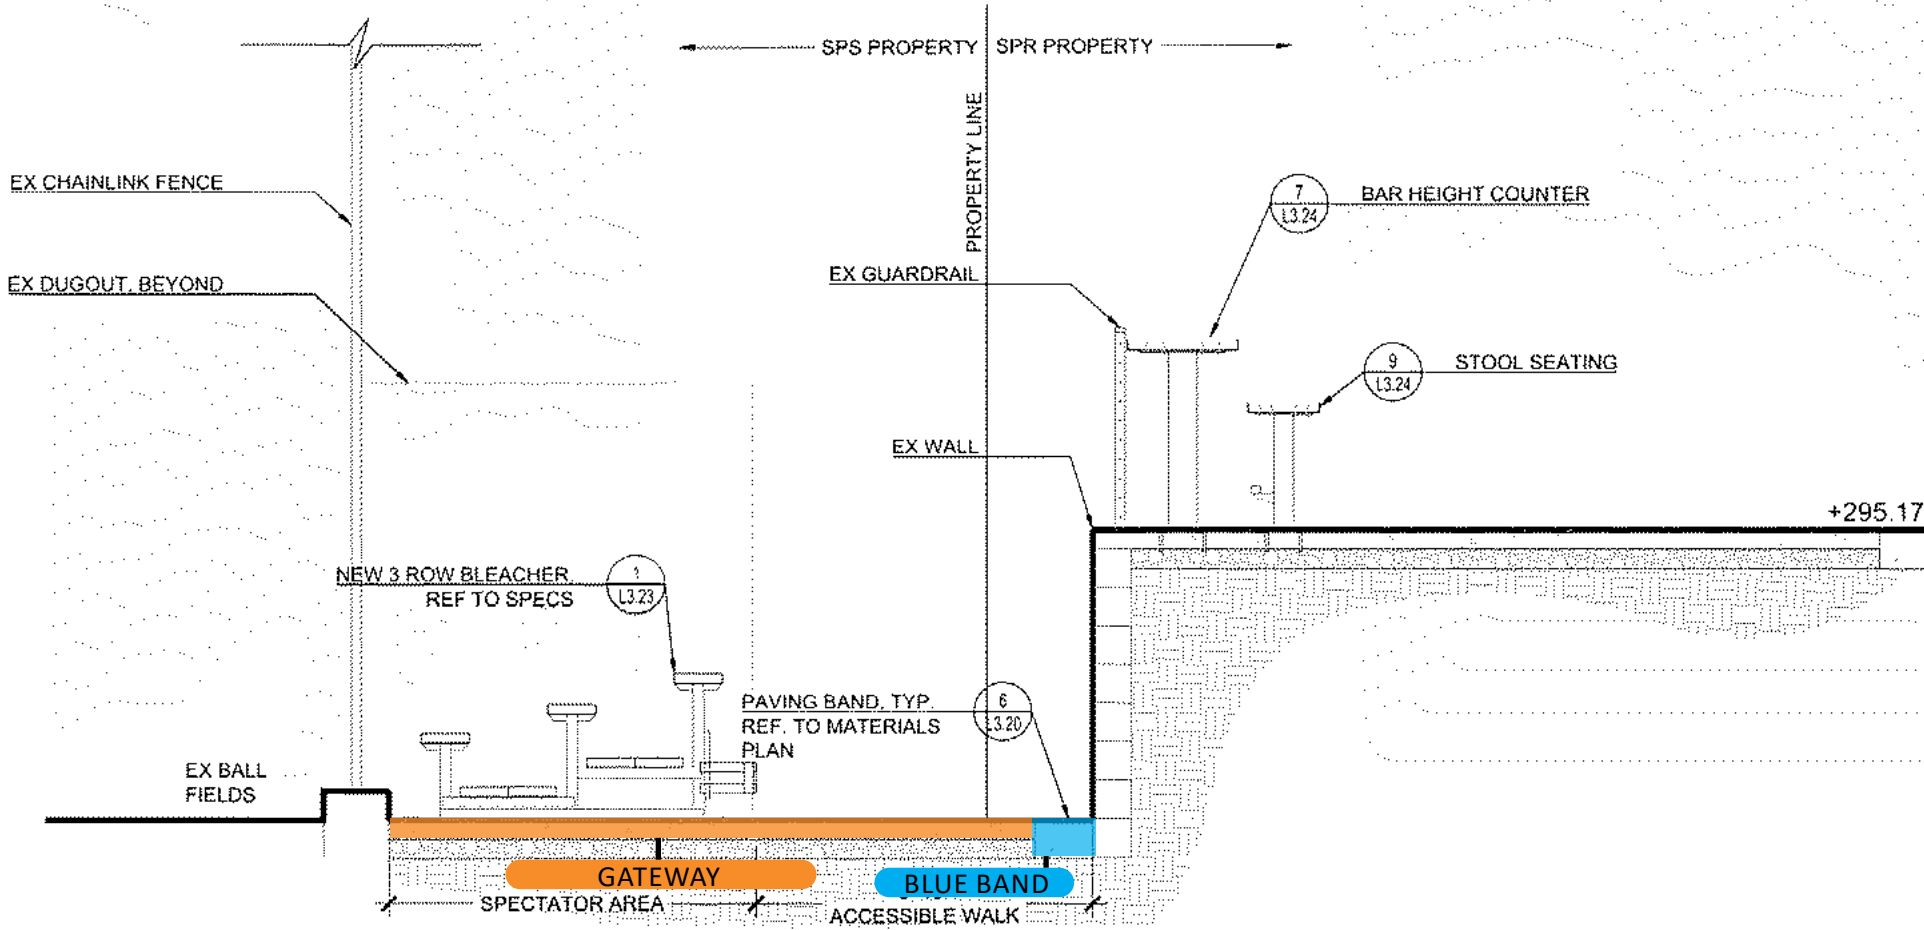 SPS PROPERTY
SPR PROPERTY
PROPERTY LINE
EX CHAINLINK FENCE
7
L3.24
BAR HEIGHT COUNTER
EX GUARDRAIL
EX DUGOUT, BEYOND
9
L3.24
STOOL SEATING
EX WALL
+295.17
NEW 3 ROW BLEACHER,
REF TO SPECS
1
L3.23
PAVING BAND, TYP.
REF. TO MATERIALS
PLAN
6
L3.20
EX BALL
FIELDS
GATEWAY
BLUE BAND
SPECTATOR AREA
ACCESSIBLE WALK